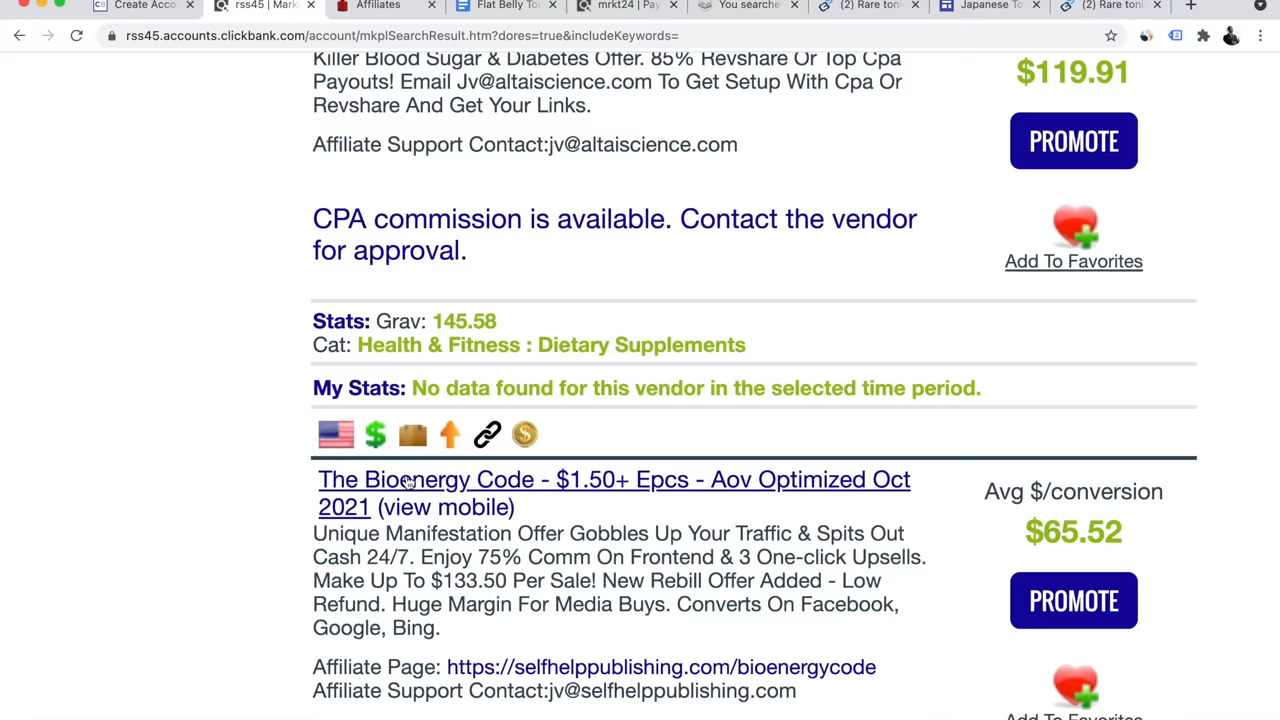 Create Acco
rss45 | Mark
Affiliates
Flat Belly To
mrkt24 | Pay
You searche
(2) Rare toni
Japanese To
(2) Rare toni
rss45.accounts.clickbank.com/account/mkplSearchResult.htm?dores=true&includeKeywords=
Killer Blood Sugar & Diabetes Offer. 85% Revshare Or Top Cpa
Payouts! Email Jv@altaiscience.com To Get Setup With Cpa Or
Revshare And Get Your Links.
$119.91
PROMOTE
Affiliate Support Contact:jv@altaiscience.com
CPA commission is available. Contact the vendor
for approval.
Add To Favorites
Stats: Grav: 145.58
Cat: Health & Fitness : Dietary Supplements
My Stats: No data found for this vendor in the selected time period.
The Bioenergy Code - $1.50+ Epcs - Aov Optimized Oct
2021 (view mobile)
Avg $/conversion
$65.52
PROMOTE
Unique Manifestation Offer Gobbles Up Your Traffic & Spits Out
Cash 24/7. Enjoy 75% Comm On Frontend & 3 One-click Upsells.
Make Up To $133.50 Per Sale! New Rebill Offer Added - Low
Refund. Huge Margin For Media Buys. Converts On Facebook,
Google, Bing.
Affiliate Page: https://selfhelppublishing.com/bioenergycode
Affiliate Support Contact:jv@selfhelppublishing.com
Add To Favorites